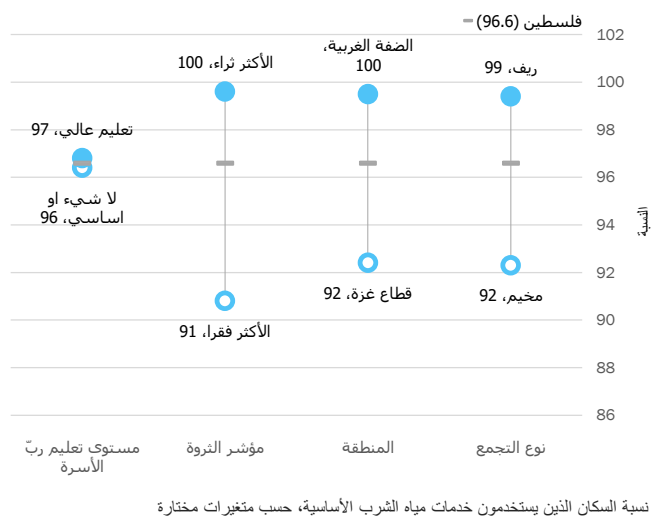 فلسطين (96.6)
102
100
98
96
94
92
90
88
86
النسبة
ريف، 99
مخيم، 92
نوع التجمع
الضفة الغربية،
100
قطاع غزة، 92
المنطقة
الأكثر ثراء، 100
الأكثر فقرا، 91
مؤشر الثروة
تعليم عالي، 97
لا شيء او
اساسي، 96
مستوى تعليم ربّ
الأسرة
نسبة السكان الذين يستخدمون خدمات مياه الشرب الأساسية، حسب متغيرات مختارة